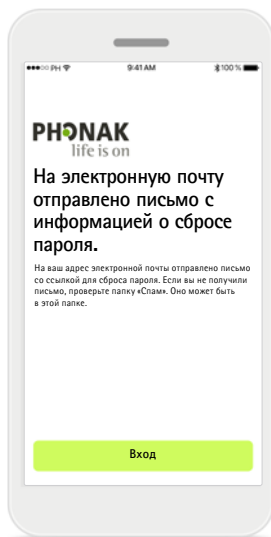 PH 9:41 AM 100 %
PHONAK
life is on
На электронную почту
отправлено письмо с
информацией о сбросе
пароля.
На ваш адрес электронной почты отправлено письмо
со ссылкой для сброса пароля. Если вы не получили
письмо, проверьте папку «Спам». Оно может быть
в этой папке.
Вход